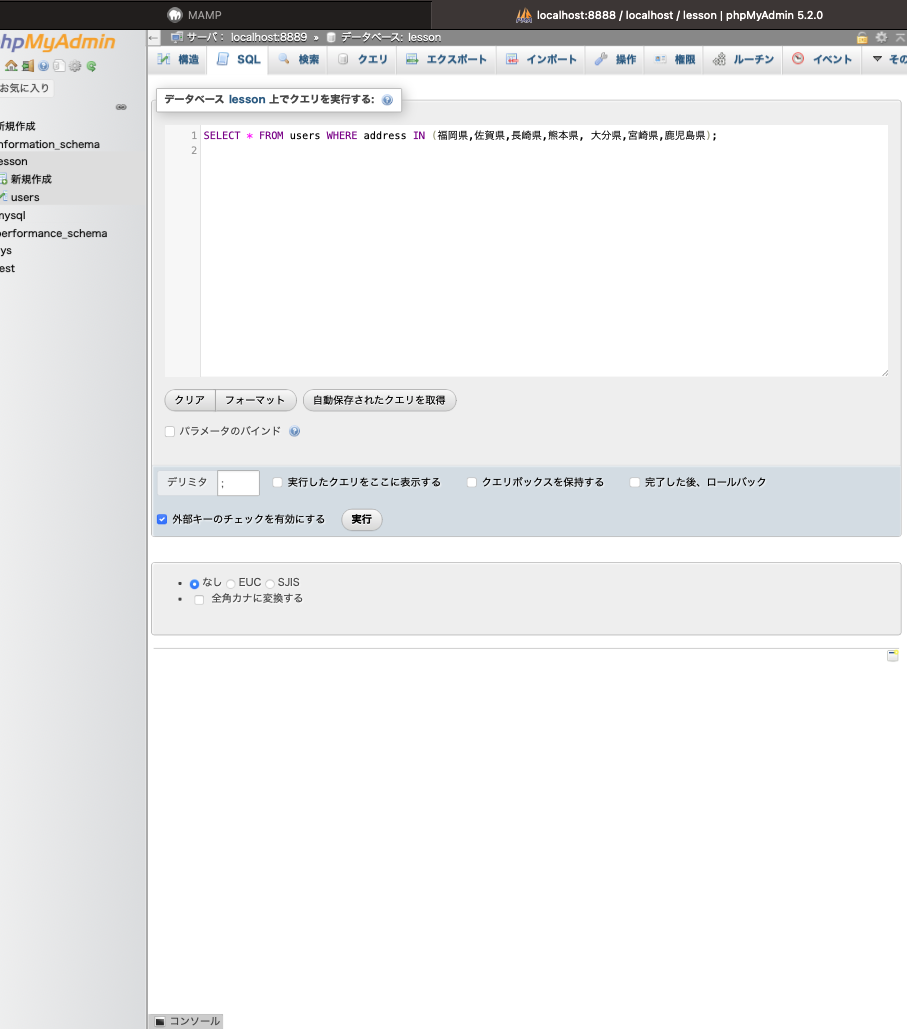 MAMP
localhost:8888 / localhost / lesson | phpMyAdmin 5.2.0
hpMyAdmin
サーバ： localhost:8889 » データベース: lesson
構造 SQL 検索 クエリ エクスポート インポート 操作 権限 ルーチン イベント その
お気に入り
新規作成
nformation_schema
esson
新規作成
users
mysql
performance_schema
ys
est
データベース lesson 上でクエリを実行する:
1 SELECT * FROM users WHERE address IN (福岡県,佐賀県,長崎県,熊本県, 大分県,宮崎県,鹿児島県);
2
クリア フォーマット 自動保存されたクエリを取得
パラメータのバインド
デリミタ ; 実行したクエリをここに表示する クエリボックスを保持する 完了した後、ロールバック
外部キーのチェックを有効にする 実行
なし EUC SJIS
全角カナに変換する
コンソール